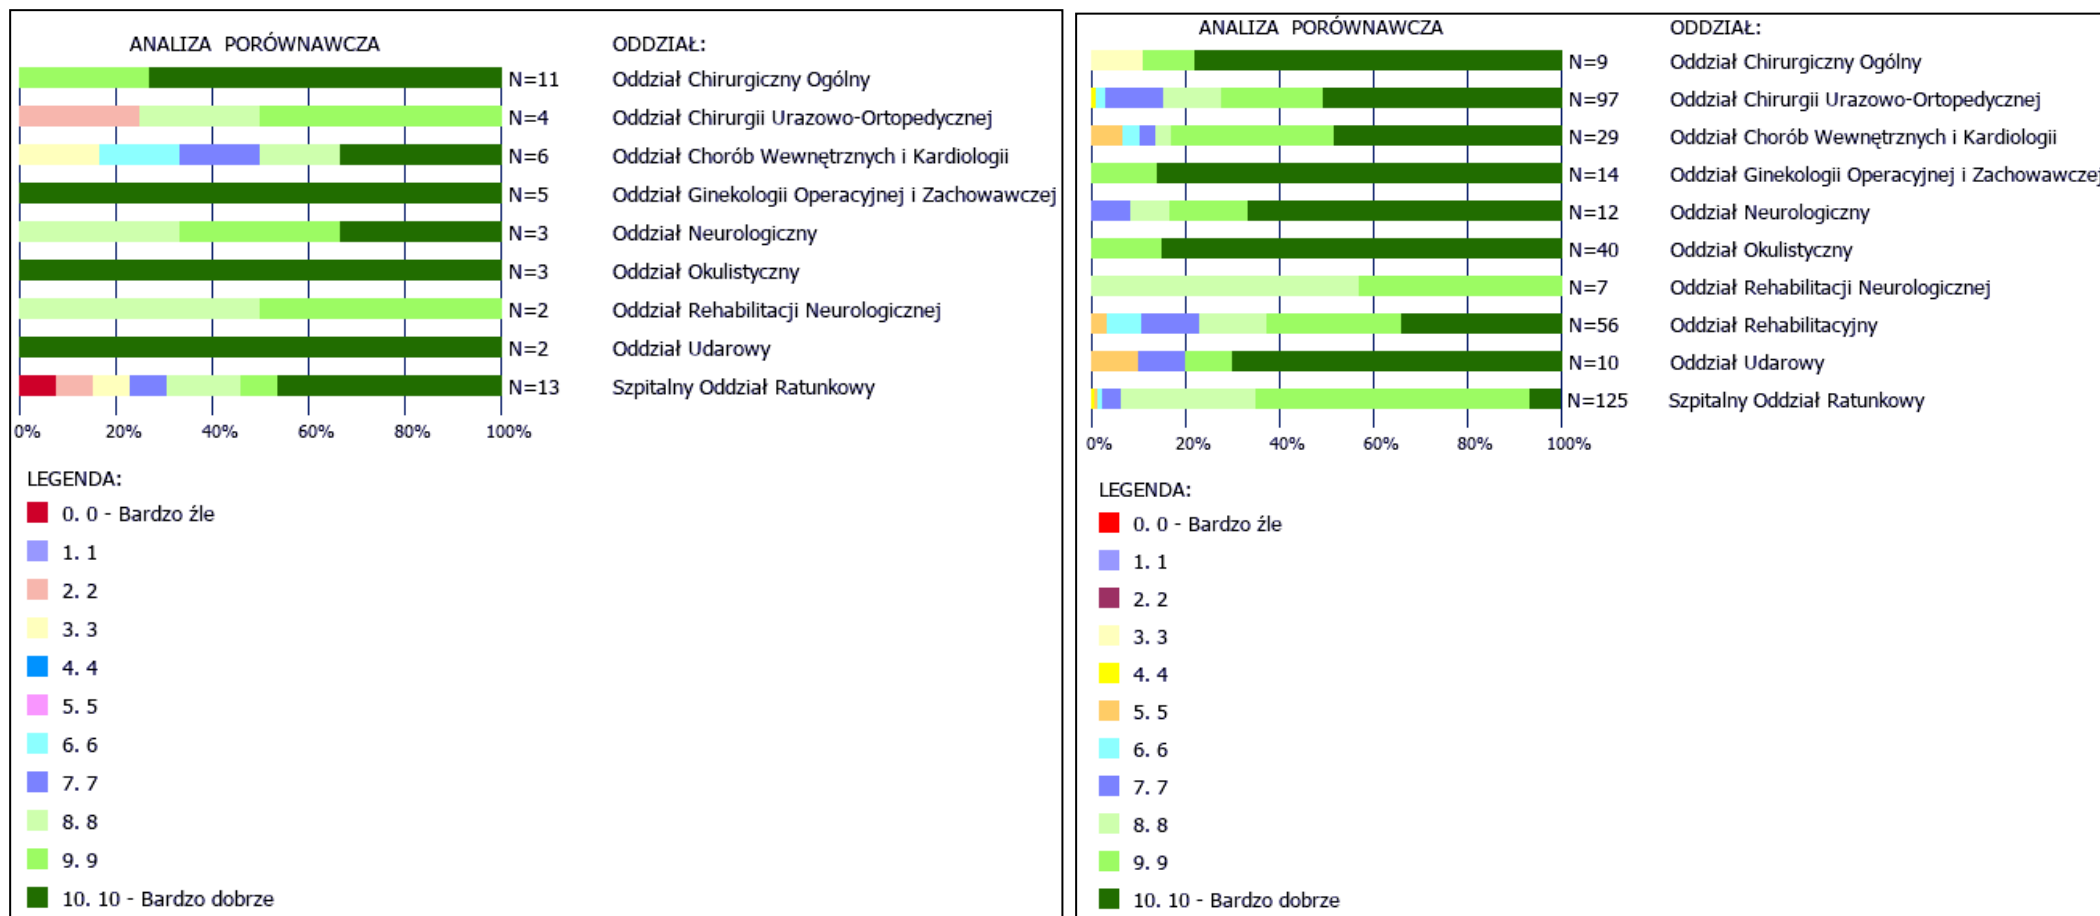 ANALIZA PORÓWNAWCZA
ODDZIAŁ:
N=11 Oddział Chirurgiczny Ogólny
N=4 Oddział Chirurgii Urazowo-Ortopedycznej
N=6 Oddział Chorób Wewnętrznych i Kardiologii
N=5 Oddział Ginekologii Operacyjnej i Zachowawczej
N=3 Oddział Neurologiczny
N=3 Oddział Okulistyczny
N=2 Oddział Rehabilitacji Neurologicznej
N=2 Oddział Udarowy
N=13 Szpitalny Oddział Ratunkowy
0% 20% 40% 60% 80% 100%
LEGENDA:
0. 0 - Bardzo źle
1. 1
2. 2
3. 3
4. 4
5. 5
6. 6
7. 7
8. 8
9. 9
10. 10 - Bardzo dobrze
ANALIZA PORÓWNAWCZA
ODDZIAŁ:
N=9 Oddział Chirurgiczny Ogólny
N=97 Oddział Chirurgii Urazowo-Ortopedycznej
N=29 Oddział Chorób Wewnętrznych i Kardiologii
N=14 Oddział Ginekologii Operacyjnej i Zachowawczej
N=12 Oddział Neurologiczny
N=40 Oddział Okulistyczny
N=7 Oddział Rehabilitacji Neurologicznej
N=56 Oddział Rehabilitacyjny
N=10 Oddział Udarowy
N=125 Szpitalny Oddział Ratunkowy
0% 20% 40% 60% 80% 100%
LEGENDA:
0. 0 - Bardzo źle
1. 1
2. 2
3. 3
4. 4
5. 5
6. 6
7. 7
8. 8
9. 9
10. 10 - Bardzo dobrze